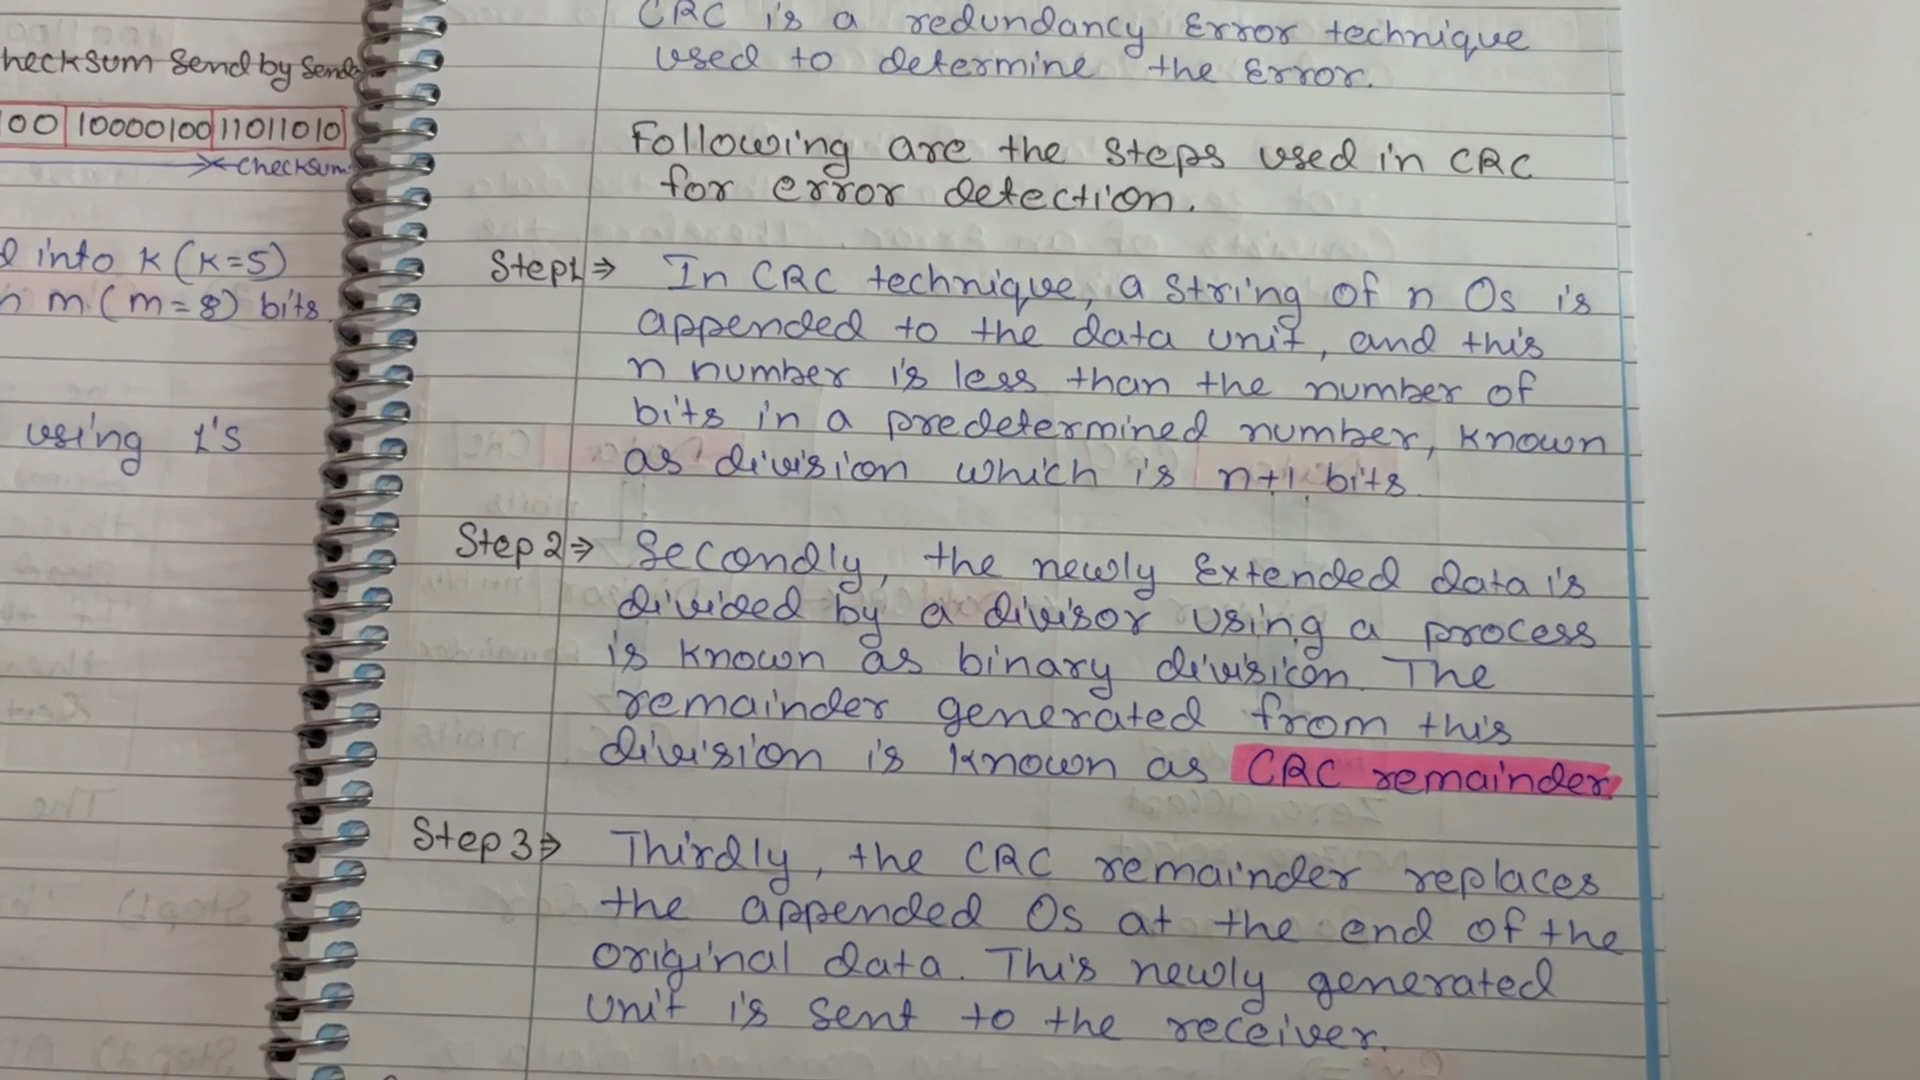 hecksum Send by Sende
100 10000100 11011010
checksum
d into K (K=5)
n m (m=8) bits
using 1's
CRC is a redundancy Error technique
used to determine the Error.
Following are the steps used in CRC
for error detection.
Step1⇒ In CRC technique, a string of n 0s is
appended to the data unit, and this
n number is less than the number of
bits in a predetermined number, known
as division which is n+1 bits.
Step 2⇒ Secondly, the newly Extended data is
divided by a divisor using a process
is known as binary division. The
remainder generated from this
division is known as CRC remainder.
Step 3⇒ Thirdly, the CRC remainder replaces
the appended 0s at the end of the
original data. This newly generated
unit is sent to the receiver.